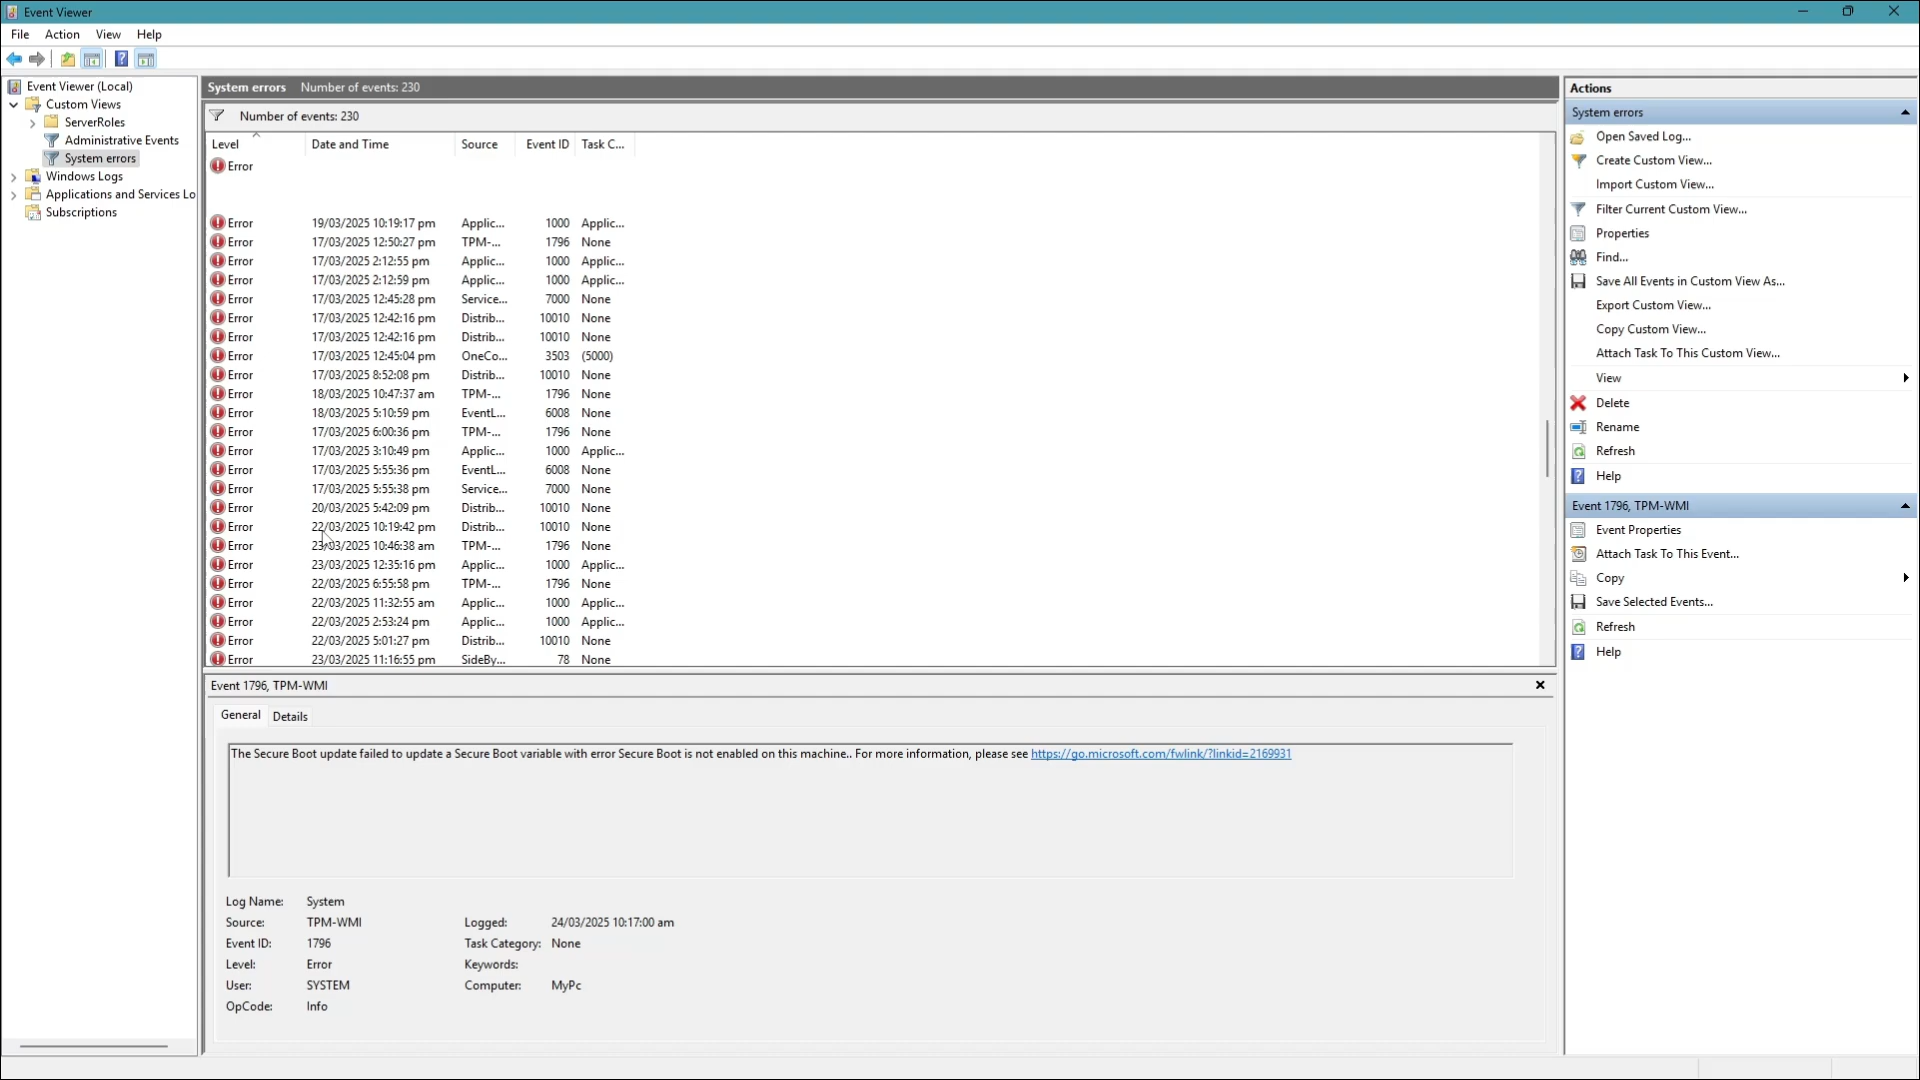 Event Viewer
File Action View Help
Event Viewer (Local)
Custom Views
ServerRoles
Administrative Events
System errors
Windows Logs
Applications and Services Lo
Subscriptions
System errors Number of events: 230
Number of events: 230
Level Date and Time Source Event ID Task C...
Error
Error 19/03/2025 10:19:17 pm Applic... 1000 Applic...
Error 17/03/2025 12:50:27 pm TPM-... 1796 None
Error 17/03/2025 2:12:55 pm Applic... 1000 Applic...
Error 17/03/2025 2:12:59 pm Applic... 1000 Applic...
Error 17/03/2025 12:45:28 pm Service... 7000 None
Error 17/03/2025 12:42:16 pm Distrib... 10010 None
Error 17/03/2025 12:42:16 pm Distrib... 10010 None
Error 17/03/2025 12:45:04 pm OneCo... 3503 (5000)
Error 17/03/2025 8:52:08 pm Distrib... 10010 None
Error 18/03/2025 10:47:37 am TPM-... 1796 None
Error 18/03/2025 5:10:59 pm EventL... 6008 None
Error 17/03/2025 6:00:36 pm TPM-... 1796 None
Error 17/03/2025 3:10:49 pm Applic... 1000 Applic...
Error 17/03/2025 5:55:36 pm EventL... 6008 None
Error 17/03/2025 5:55:38 pm Service... 7000 None
Error 20/03/2025 5:42:09 pm Distrib... 10010 None
Error 22/03/2025 10:19:42 pm Distrib... 10010 None
Error 23/03/2025 10:46:38 am TPM-... 1796 None
Error 23/03/2025 12:35:16 pm Applic... 1000 Applic...
Error 22/03/2025 6:55:58 pm TPM-... 1796 None
Error 22/03/2025 11:32:55 am Applic... 1000 Applic...
Error 22/03/2025 2:53:24 pm Applic... 1000 Applic...
Error 22/03/2025 5:01:27 pm Distrib... 10010 None
Error 23/03/2025 11:16:55 pm SideBy... 78 None
Event 1796, TPM-WMI
General Details
The Secure Boot update failed to update a Secure Boot variable with error Secure Boot is not enabled on this machine.. For more information, please see https://go.microsoft.com/fwlink/?linkid=2169931
Log Name: System
Source: TPM-WMI Logged: 24/03/2025 10:17:00 am
Event ID: 1796 Task Category: None
Level: Error Keywords:
User: SYSTEM Computer: MyPc
OpCode: Info
Actions
System errors
Open Saved Log...
Create Custom View...
Import Custom View...
Filter Current Custom View...
Properties
Find...
Save All Events in Custom View As...
Export Custom View...
Copy Custom View...
Attach Task To This Custom View...
View
Delete
Rename
Refresh
Help
Event 1796, TPM-WMI
Event Properties
Attach Task To This Event...
Copy
Save Selected Events...
Refresh
Help